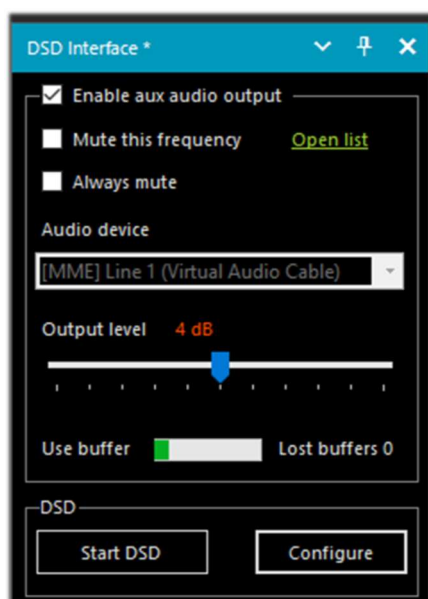 DSD Interface *
Enable aux audio output
Mute this frequency Open list
Always mute
Audio device
[MME] Line 1 (Virtual Audio Cable)
Output level 4 dB
Use buffer Lost buffers 0
DSD
Start DSD Configure